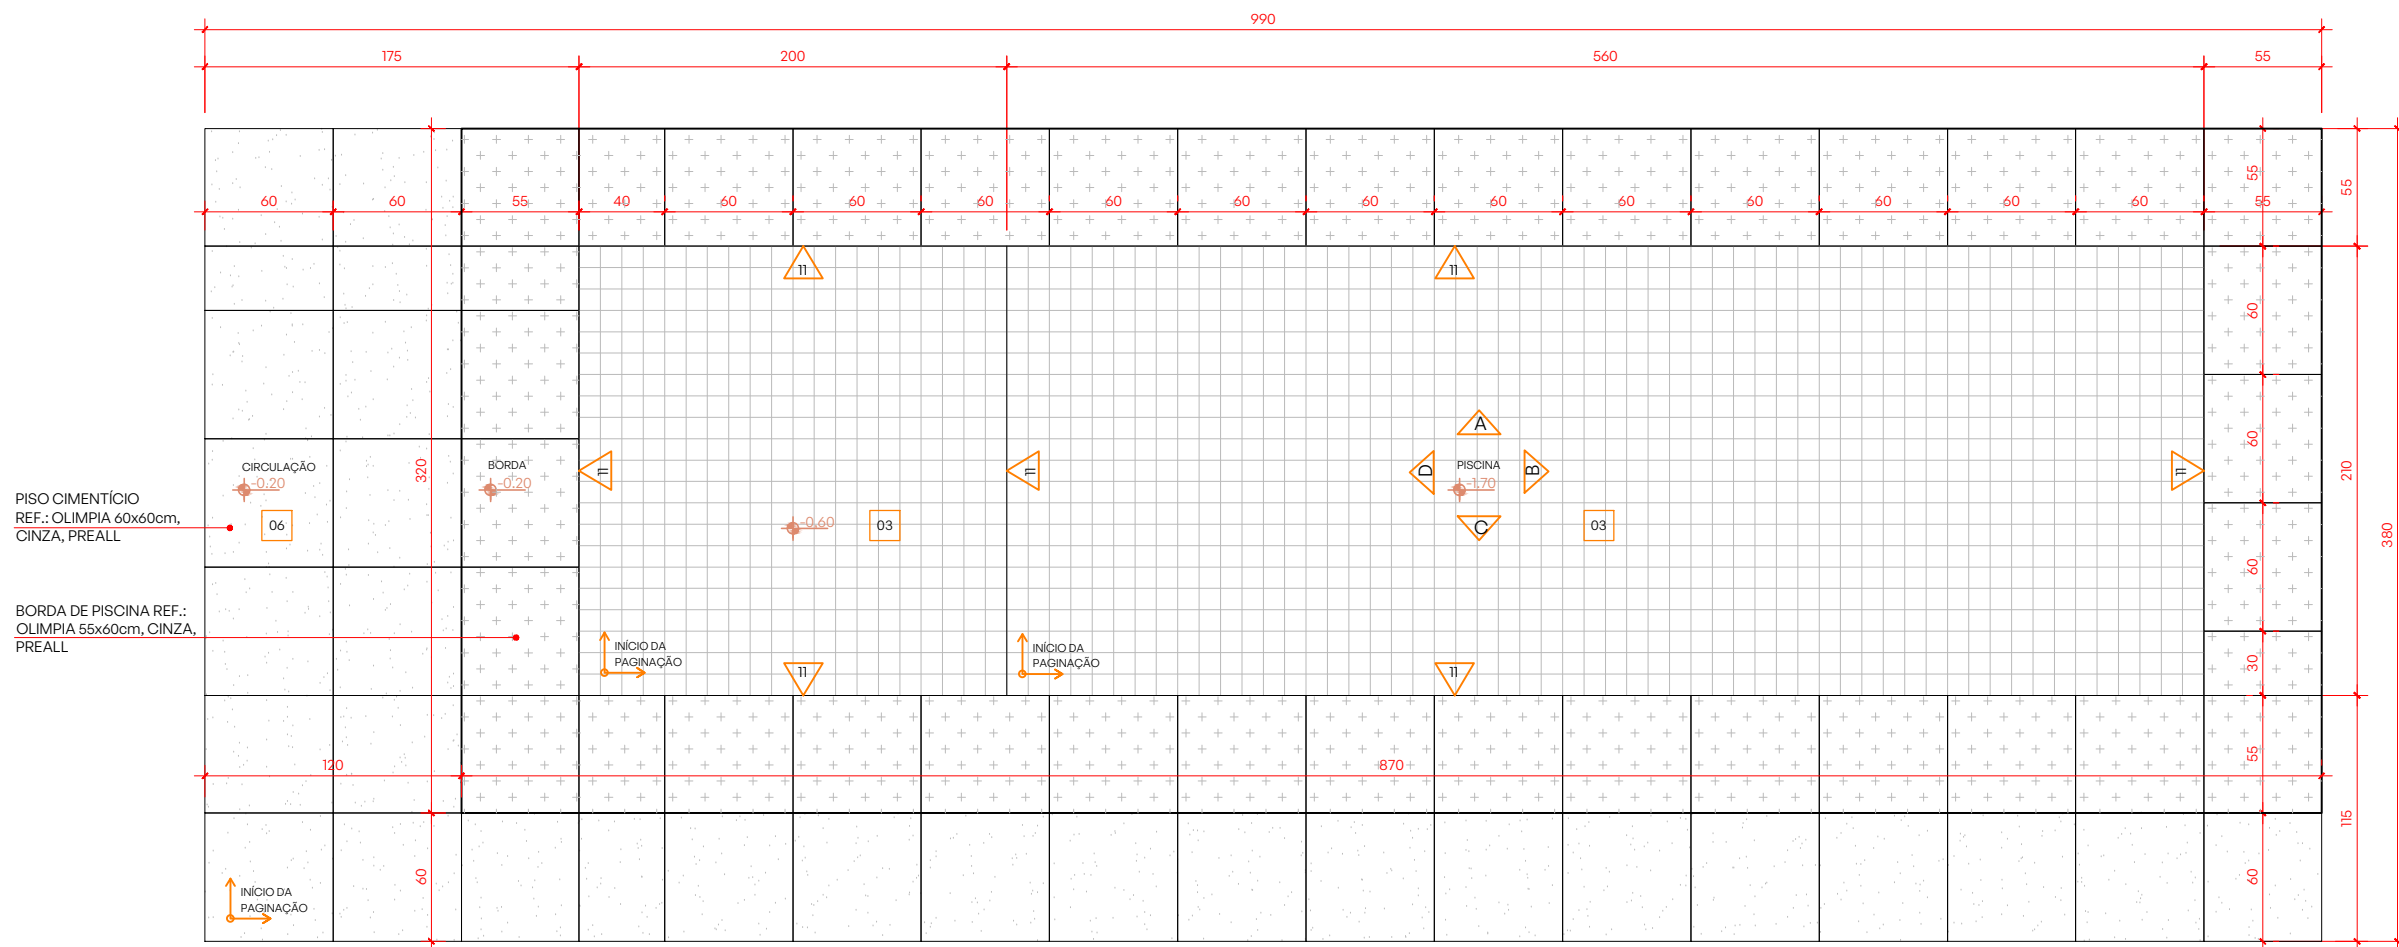 990
175
200
560
55
60
60
55
40
60
60
60
60
60
60
60
60
60
60
60
60
60
55
55
55
11
11
60
60
60
30
210
380
320
A
D
PISCINA
B
-1.70
C
11
11
11
CIRCULAÇÃO
-0.20
06
BORDA
-0.20
-0.60
03
03
PISO CIMENTÍCIO
REF.: OLIMPIA 60x60cm,
CINZA, PREALL
BORDA DE PISCINA REF.:
OLIMPIA 55x60cm, CINZA,
PREALL
INÍCIO DA
PAGINAÇÃO
INÍCIO DA
PAGINAÇÃO
11
11
120
870
55
115
60
60
INÍCIO DA
PAGINAÇÃO